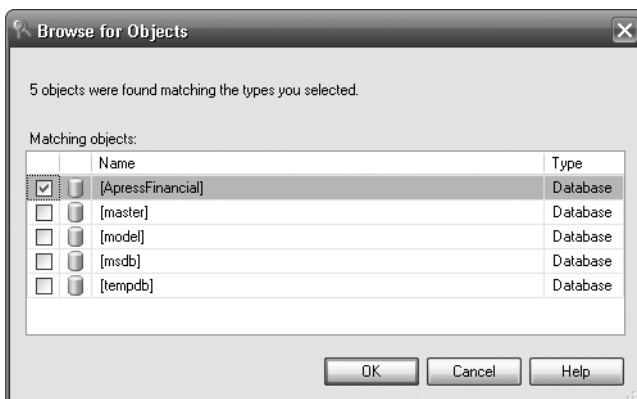 Browse for Objects
5 objects were found matching the types you selected.
Matching objects:
Name Type
[ApressFinancial] Database
[master] Database
[model] Database
[msdb] Database
[tempdb] Database
OK Cancel Help